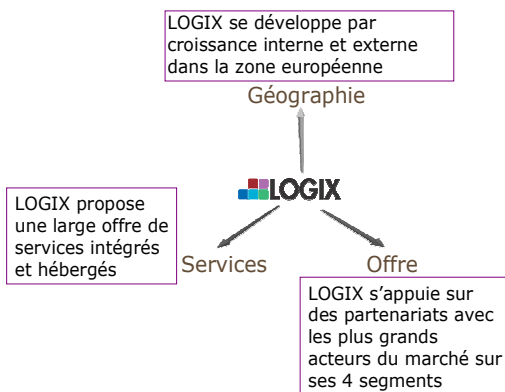 LOGIX se développe par
croissance interne et externe
dans la zone européenne
Géographie
LOGIX
LOGIX propose
une large offre de
services intégrés
et hébergés
Services
Offre
LOGIX s’appuie sur
des partenariats avec
les plus grands
acteurs du marché sur
ses 4 segments